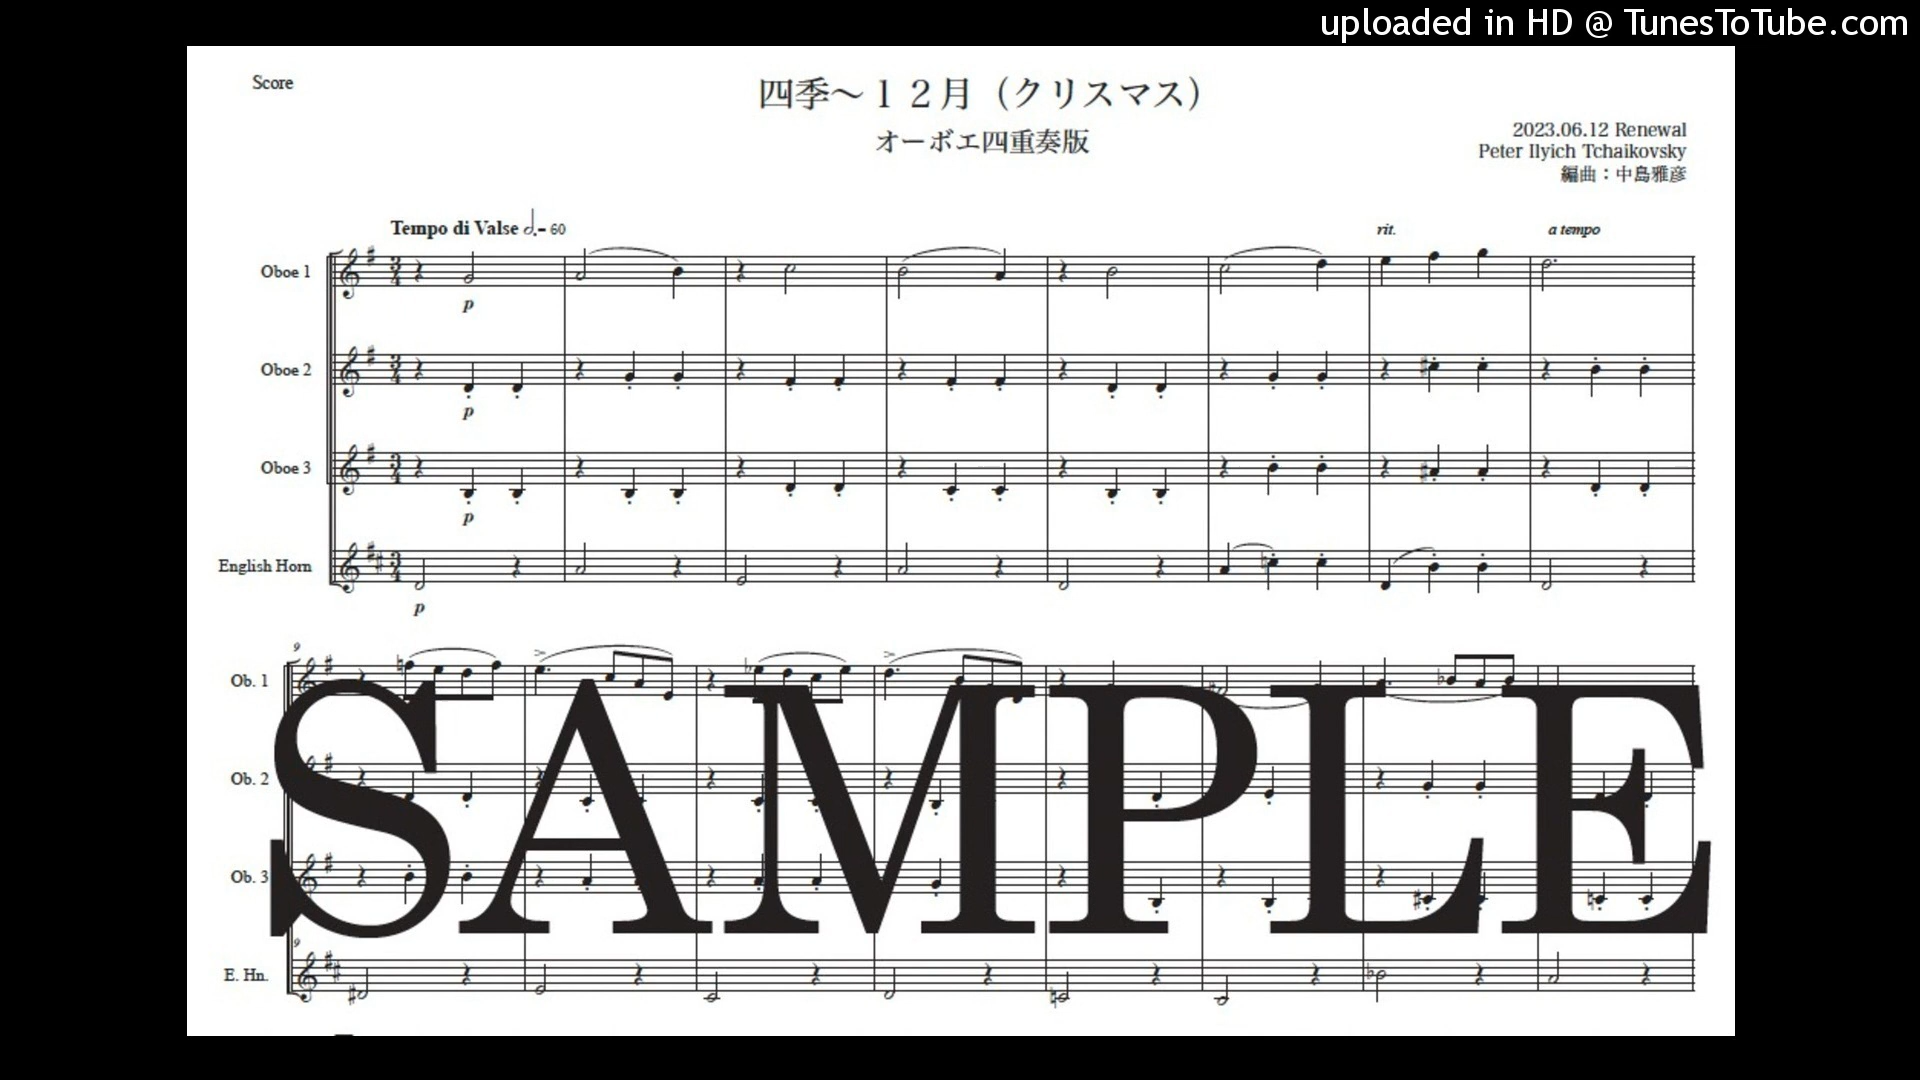 uploaded in HD @ TunesToTube.com
Score
四季～１２月（クリスマス）
オーボエ四重奏版
2023.06.12 Renewal
Peter Ilyich Tchaikovsky
編曲：中島雅彦
Tempo di Valse 𝅗𝅥.= 60
rit.
a tempo
Oboe 1
p
Oboe 2
p
Oboe 3
p
English Horn
p
9
Ob. 1
Ob. 2
Ob. 3
9
E. Hn.
SAMPLE